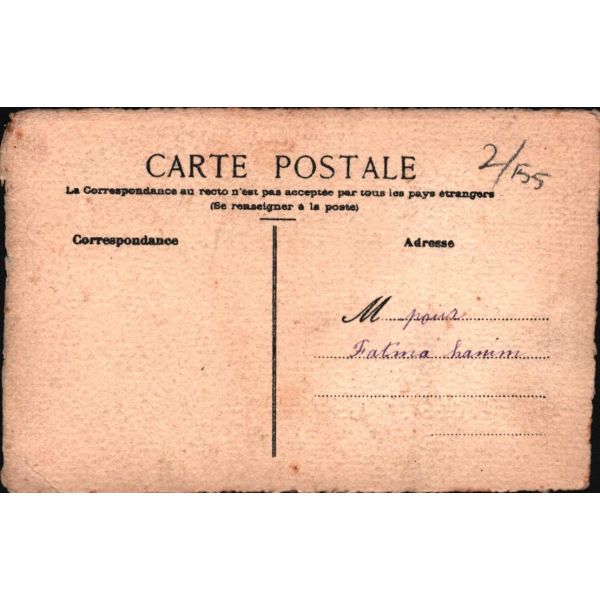 CARTE POSTALE
2/155
La Correspondance au recto n'est pas acceptée par tous les pays étrangers
(Se renseigner à la poste)
Correspondance
Adresse
M pour
Fatma hanim